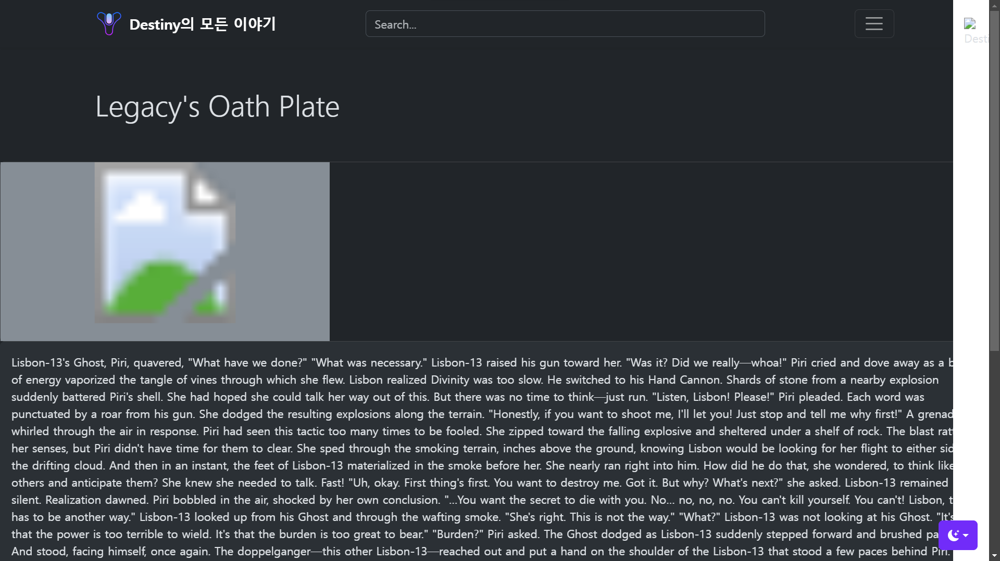 Destiny의 모든 이야기
Search...
Desti
Legacy's Oath Plate
Lisbon-13's Ghost, Piri, quavered, "What have we done?" "What was necessary." Lisbon-13 raised his gun toward her. "Was it? Did we really—whoa!" Piri cried and dove away as a
of energy vaporized the tangle of vines through which she flew. Lisbon realized Divinity was too slow. He switched to his Hand Cannon. Shards of stone from a nearby explosion
suddenly battered Piri's shell. She had hoped she could talk her way out of this. But there was no time to think—just run. "Listen, Lisbon! Please!" Piri pleaded. Each word was
punctuated by a roar from his gun. She dodged the resulting explosions along the terrain. "Honestly, if you want to shoot me, I'll let you! Just stop and tell me why first!" A grenad
whirled through the air in response. Piri had seen this tactic too many times to be fooled. She zipped toward the falling explosive and sheltered under a shelf of rock. The blast rat
her senses, but Piri didn't have time for them to clear. She sped through the smoking terrain, inches above the ground, knowing Lisbon would be looking for her flight to either sid
the drifting cloud. And then in an instant, the feet of Lisbon-13 materialized in the smoke before her. She nearly ran right into him. How did he do that, she wondered, to think like
others and anticipate them? She knew she needed to talk. Fast! "Uh, okay. First thing's first. You want to destroy me. Got it. But why? What's next?" she asked. Lisbon-13 remained
silent. Realization dawned. Piri bobbled in the air, shocked by her own conclusion. "...You want the secret to die with you. No... no, no, no. You can't kill yourself. You can't! Lisbon, t
has to be another way." Lisbon-13 looked up from his Ghost and through the wafting smoke. "She's right. This is not the way." "What?" Lisbon-13 was not looking at his Ghost. "It's
that the power is too terrible to wield. It's that the burden is too great to bear." "Burden?" Piri asked. The Ghost dodged as Lisbon-13 suddenly stepped forward and brushed pa
And stood, facing himself, once again. The doppelganger—this other Lisbon-13—reached out and put a hand on the shoulder of the Lisbon-13 that stood a few paces behind Piri.